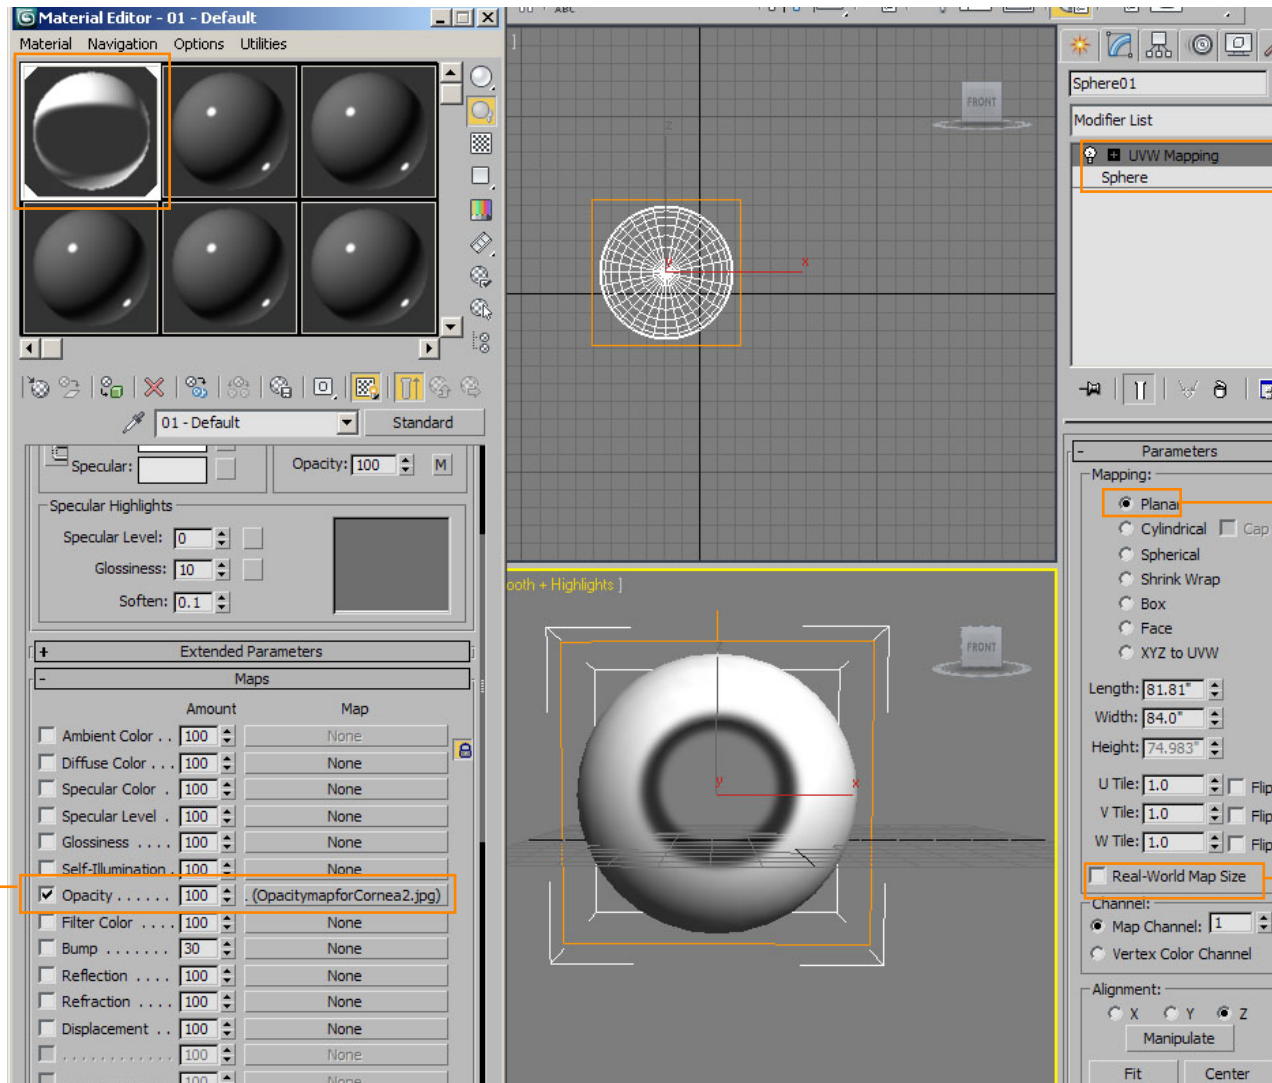 Material Editor - 01 - Default
Material Navigation Options Utilities
01 - Default
Standard
Specular:
Opacity: 100
M
Specular Highlights
Specular Level: 0
Glossiness: 10
Soften: 0.1
+ Extended Parameters
- Maps
Amount Map
Ambient Color . . 100 None
Diffuse Color . . . 100 None
Specular Color . 100 None
Specular Level . 100 None
Glossiness . . . . 100 None
Self-Illumination . 100 None
Opacity . . . . . . 100 . (OpacitymapforCornea2.jpg)
Filter Color . . . . 100 None
Bump . . . . . . . 30 None
Reflection . . . . 100 None
Refraction . . . . 100 None
Displacement . . 100 None
. . . . . . . . . . . . 100 None
100 None
ABC
]
FRONT
z
y
x
ooth + Highlights ]
FRONT
z
y
x
Sphere01
Modifier List
UVW Mapping
Sphere
- Parameters
Mapping:
Planar
Cylindrical Cap
Spherical
Shrink Wrap
Box
Face
XYZ to UVW
Length: 81.81"
Width: 84.0"
Height: 74.983"
U Tile: 1.0 Flip
V Tile: 1.0 Flip
W Tile: 1.0 Flip
Real-World Map Size
Channel:
Map Channel: 1
Vertex Color Channel
Alignment:
X Y Z
Manipulate
Fit Center